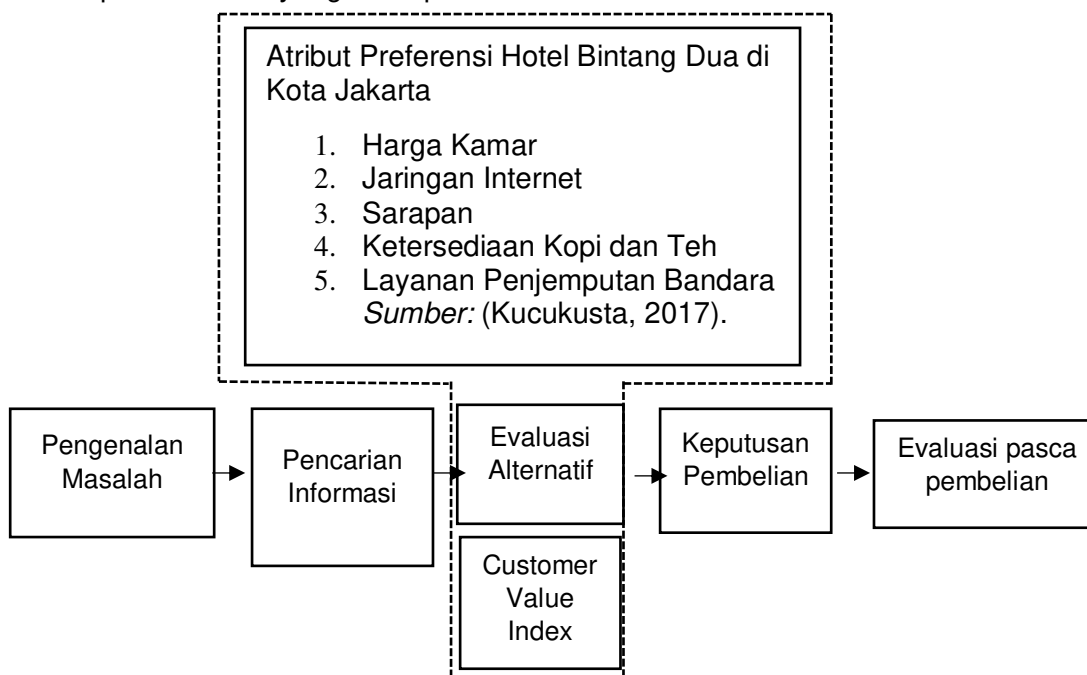 Atribut Preferensi Hotel Bintang Dua di
Kota Jakarta
1. Harga Kamar
2. Jaringan Internet
3. Sarapan
4. Ketersediaan Kopi dan Teh
5. Layanan Penjemputan Bandara
Sumber: (Kucukusta, 2017).
Pengenalan
Masalah
Pencarian
Informasi
Evaluasi
Alternatif
Keputusan
Pembelian
Evaluasi pasca
pembelian
Customer
Value
Index